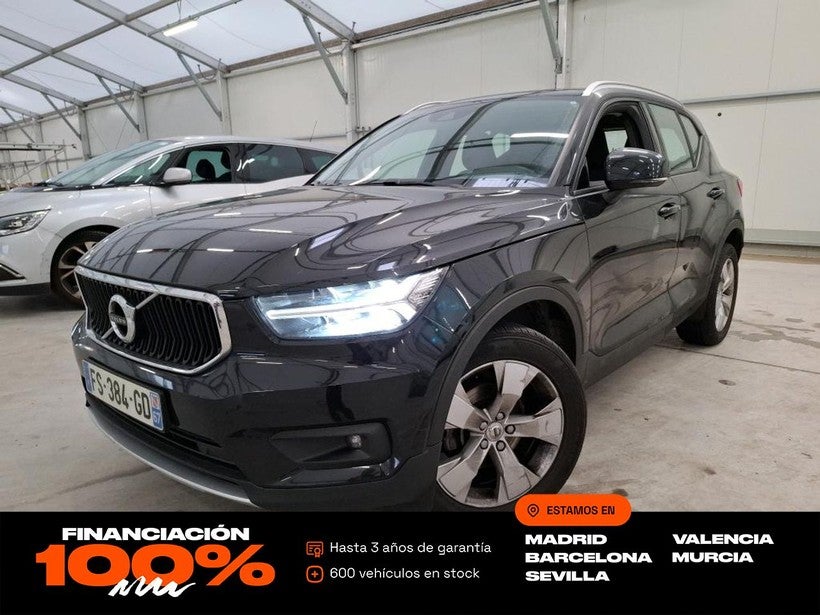 FS-384-GD
57
FINANCIACIÓN
100%
Hasta 3 años de garantía
600 vehículos en stock
ESTAMOS EN
MADRID
BARCELONA
SEVILLA
VALENCIA
MURCIA